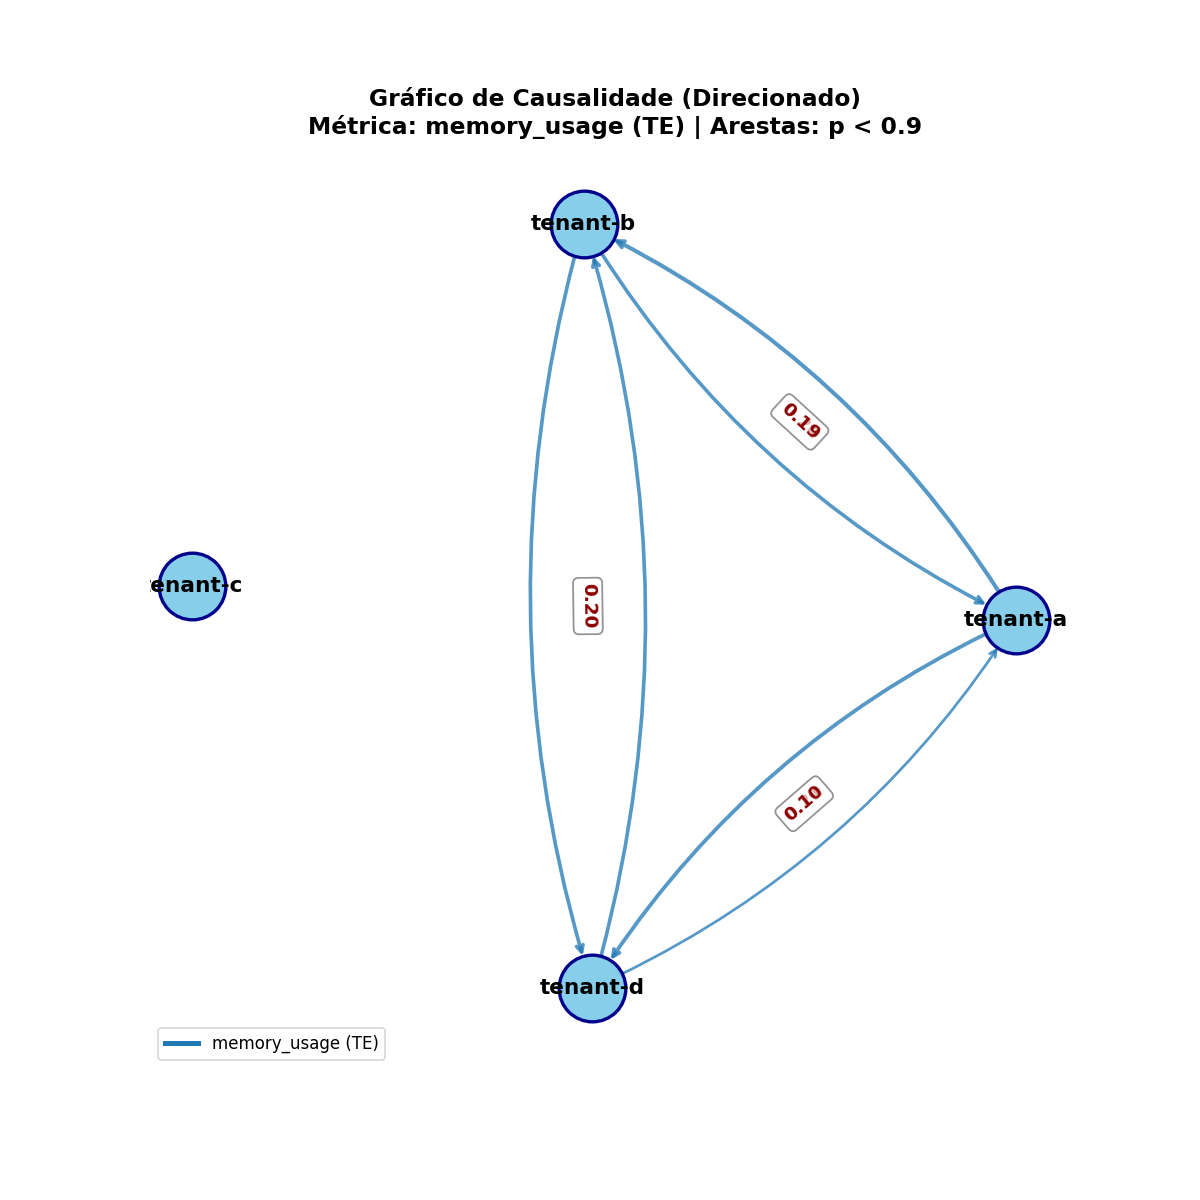 Gráfico de Causalidade (Direcionado)
Métrica: memory_usage (TE) | Arestas: p < 0.9
tenant-b
0.19
enant-c
0.20
tenant-a
0.10
tenant-d
memory_usage (TE)